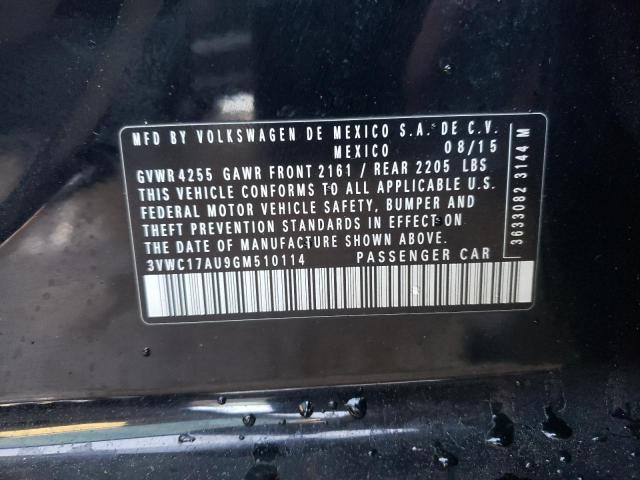 MFD BY VOLKSWAGEN DE MEXICO S.A. DE C.V.
MEXICO 08/15
GVWR 4255 GAWR FRONT 2161 / REAR 2205 LBS
THIS VEHICLE CONFORMS TO ALL APPLICABLE U.S.
FEDERAL MOTOR VEHICLE SAFETY, BUMPER AND
THEFT PREVENTION STANDARDS IN EFFECT ON
THE DATE OF MANUFACTURE SHOWN ABOVE.
3VWC17AU9GM510114 PASSENGER CAR
3633082 3144 M